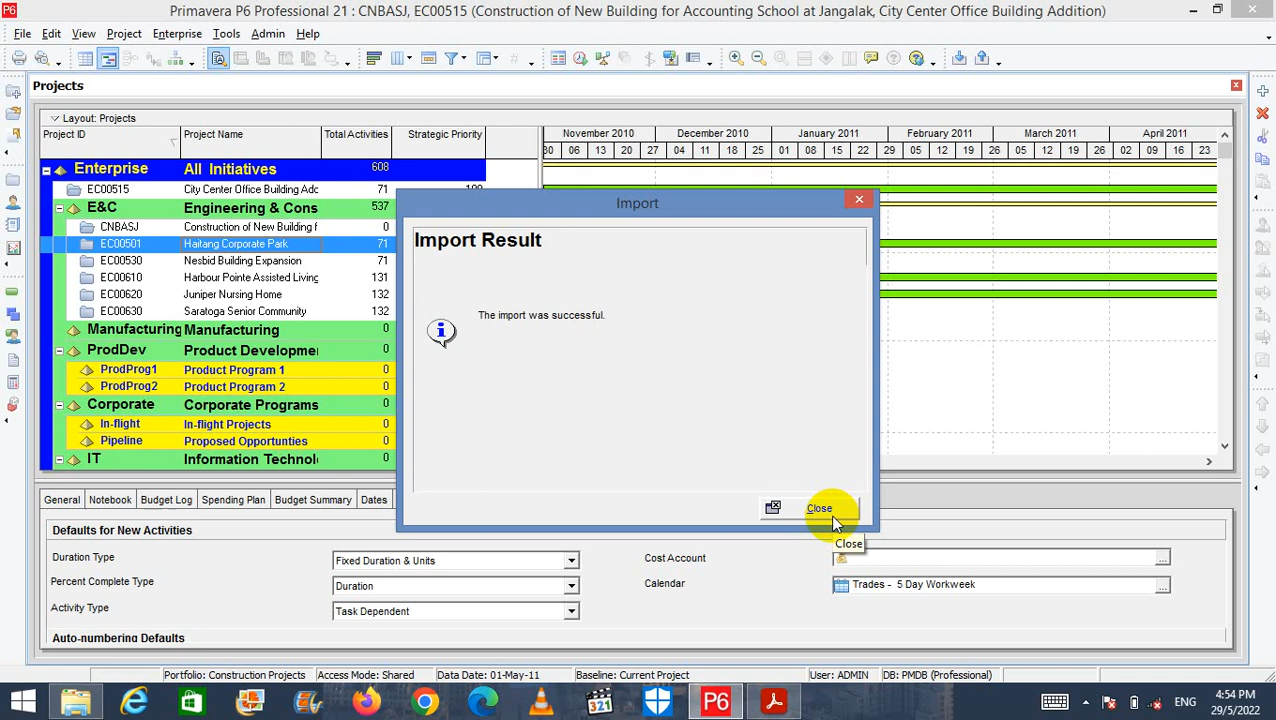 Primavera P6 Professional 21 : CNBASJ, EC00515 (Construction of New Building for Accounting School at Jangalak, City Center Office Building Addition)
File Edit View Project Enterprise Tools Admin Help
Projects
Layout: Projects
Project ID Project Name Total Activities Strategic Priority
November 2010 December 2010 January 2011 February 2011 March 2011 April 2011
30 06 13 20 27 04 11 18 25 01 08 15 22 29 05 12 19 26 05 12 19 26 02 09 16 23
Enterprise All Initiatives 608
EC00515 City Center Office Building Adc 71 100
E&C Engineering & Cons 537
CNBASJ Construction of New Building f 0
EC00501 Haitang Corporate Park 71
EC00530 Nesbid Building Expansion 71
EC00610 Harbour Pointe Assisted Living 131
EC00620 Juniper Nursing Home 132
EC00630 Saratoga Senior Community 132
Manufacturing Manufacturing 0
ProdDev Product Developme 0
ProdProg1 Product Program 1 0
ProdProg2 Product Program 2 0
Corporate Corporate Programs 0
In-flight In-flight Projects 0
Pipeline Proposed Opportunties 0
IT Information Technol 0
Import
Import Result
The import was successful.
Close
Close
General Notebook Budget Log Spending Plan Budget Summary Dates
Defaults for New Activities
Duration Type Fixed Duration & Units Cost Account
Percent Complete Type Duration Calendar Trades - 5 Day Workweek
Activity Type Task Dependent
Auto-numbering Defaults
Portfolio: Construction Projects Access Mode: Shared Data Date: 01-May-11 Baseline: Current Project User: ADMIN DB: PMDB (Professional)
321 P6 ENG 4:54 PM
29/5/2022